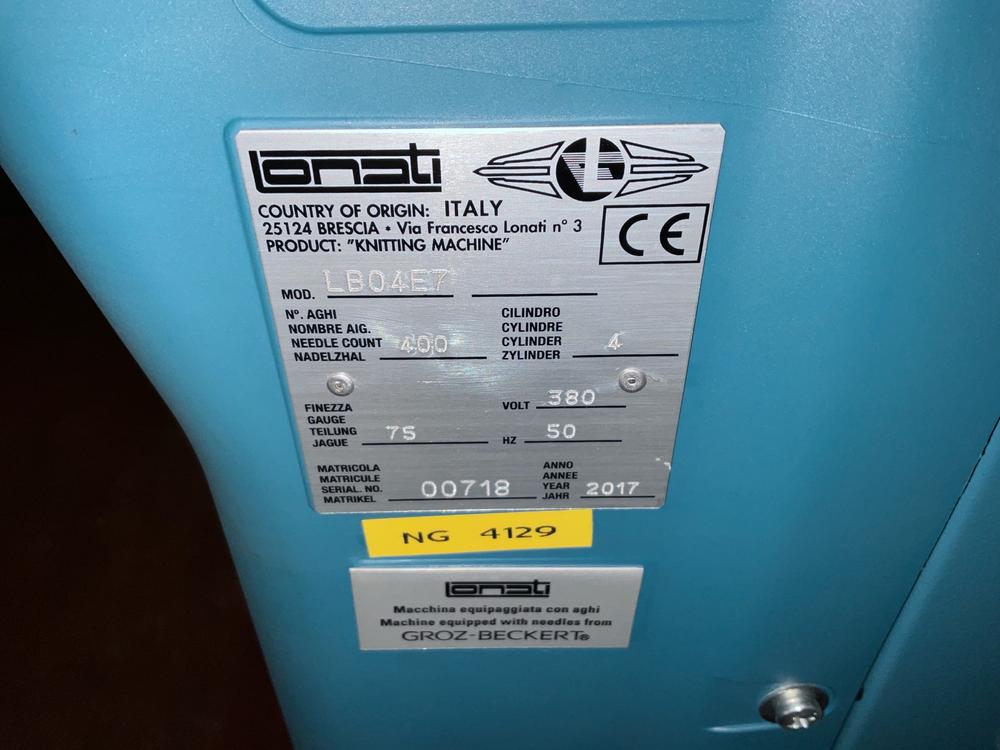 Lonati
L
COUNTRY OF ORIGIN: ITALY
25124 BRESCIA • Via Francesco Lonati n° 3
PRODUCT: "KNITTING MACHINE"
CE
MOD. LB04E7
N°. AGHI
NOMBRE AIG.
NEEDLE COUNT 400
NADELZHAL
CILINDRO
CYLINDRE
CYLINDER 4
ZYLINDER
FINEZZA
GAUGE
TEILUNG 75
JAGUE
VOLT 380
HZ 50
MATRICOLA
MATRICULE
SERIAL. NO. 00718
MATRIKEL
ANNO
ANNEE
YEAR 2017
JAHR
NG 4129
Lonati
Macchina equipaggiata con aghi
Machine equipped with needles from
GROZ-BECKERT®